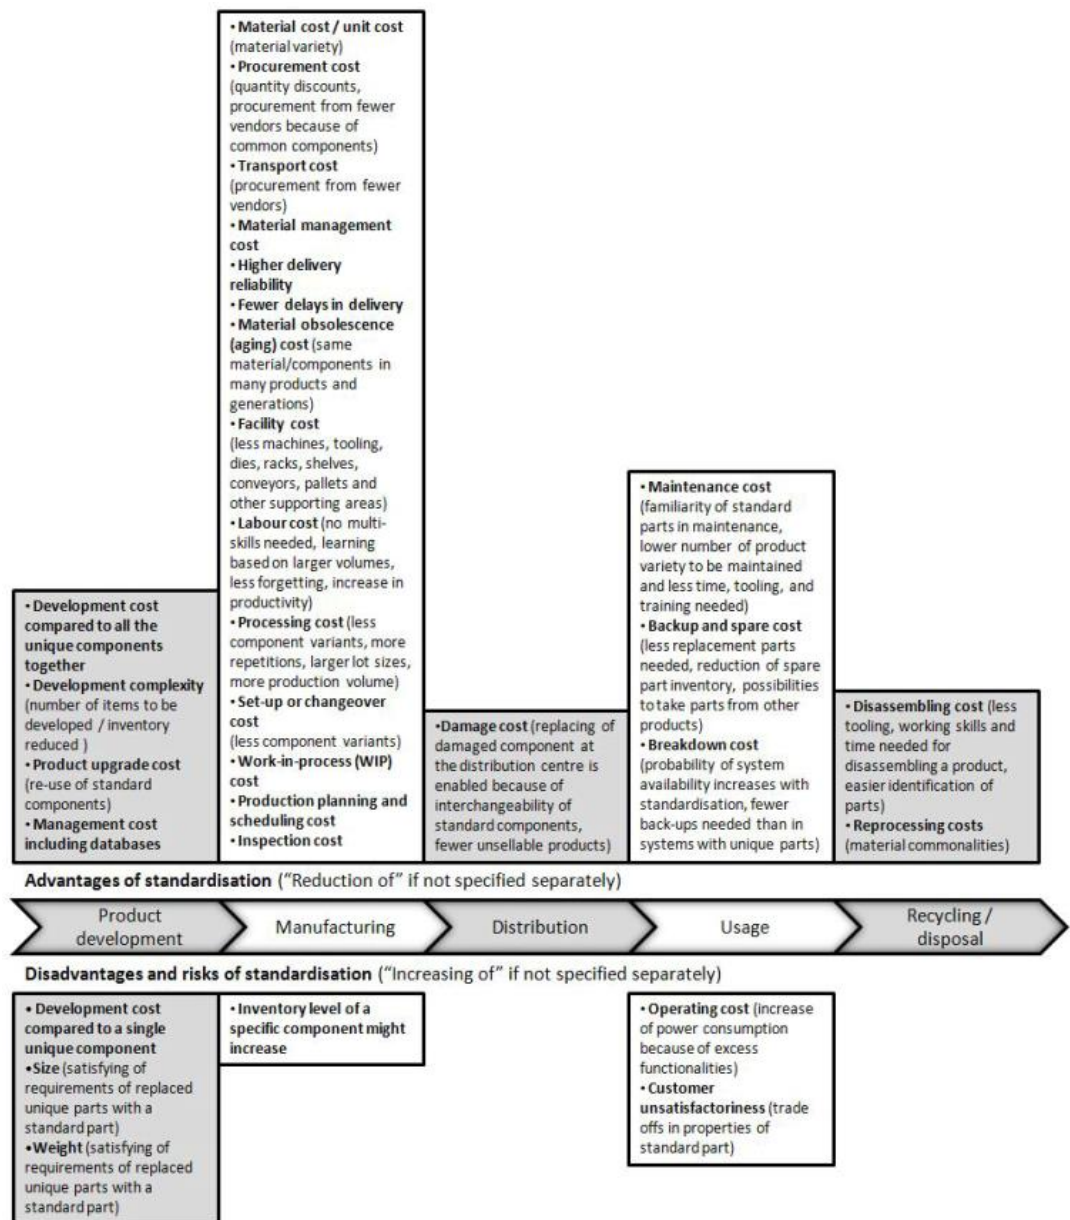 • Development cost
compared to all the
unique components
together
• Development complexity
(number of items to be
developed / inventory
reduced )
• Product upgrade cost
(re-use of standard
components)
• Management cost
including databases
• Material cost / unit cost
(material variety)
• Procurement cost
(quantity discounts,
procurement from fewer
vendors because of
common components)
• Transport cost
(procurement from fewer
vendors)
• Material management
cost
• Higher delivery
reliability
• Fewer delays in delivery
• Material obsolescence
(aging) cost (same
material/components in
many products and
generations)
• Facility cost
(less machines, tooling,
dies, racks, shelves,
conveyors, pallets and
other supporting areas)
• Labour cost (no multi-
skills needed, learning
based on larger volumes,
less forgetting, increase in
productivity)
• Processing cost (less
component variants, more
repetitions, larger lot sizes,
more production volume)
• Set-up or changeover
cost
(less component variants)
• Work-in-process (WIP)
cost
• Production planning and
scheduling cost
• Inspection cost
•Damage cost (replacing of
damaged component at
the distribution centre is
enabled because of
interchangeability of
standard components,
fewer unsellable products)
• Maintenance cost
(familiarity of standard
parts in maintenance,
lower number of product
variety to be maintained
and less time, tooling, and
training needed)
• Backup and spare cost
(less replacement parts
needed, reduction of spare
part inventory, possibilities
to take parts from other
products)
• Breakdown cost
(probability of system
availability increases with
standardisation, fewer
back-ups needed than in
systems with unique parts)
• Disassembling cost (less
tooling, working skills and
time needed for
disassembling a product,
easier identification of
parts)
• Reprocessing costs
(material commonalities)
Advantages of standardisation ("Reduction of" if not specified separately)
Product
development
Manufacturing
Distribution
Usage
Recycling /
disposal
Disadvantages and risks of standardisation ("Increasing of" if not specified separately)
• Development cost
compared to a single
unique component
•Size (satisfying of
requirements of replaced
unique parts with a
standard part)
•Weight (satisfying of
requirements of replaced
unique parts with a
standard part)
• Inventory level of a
specific component might
increase
• Operating cost (increase
of power consumption
because of excess
functionalities)
• Customer
unsatisfactoriness (trade
offs in properties of
standard part)